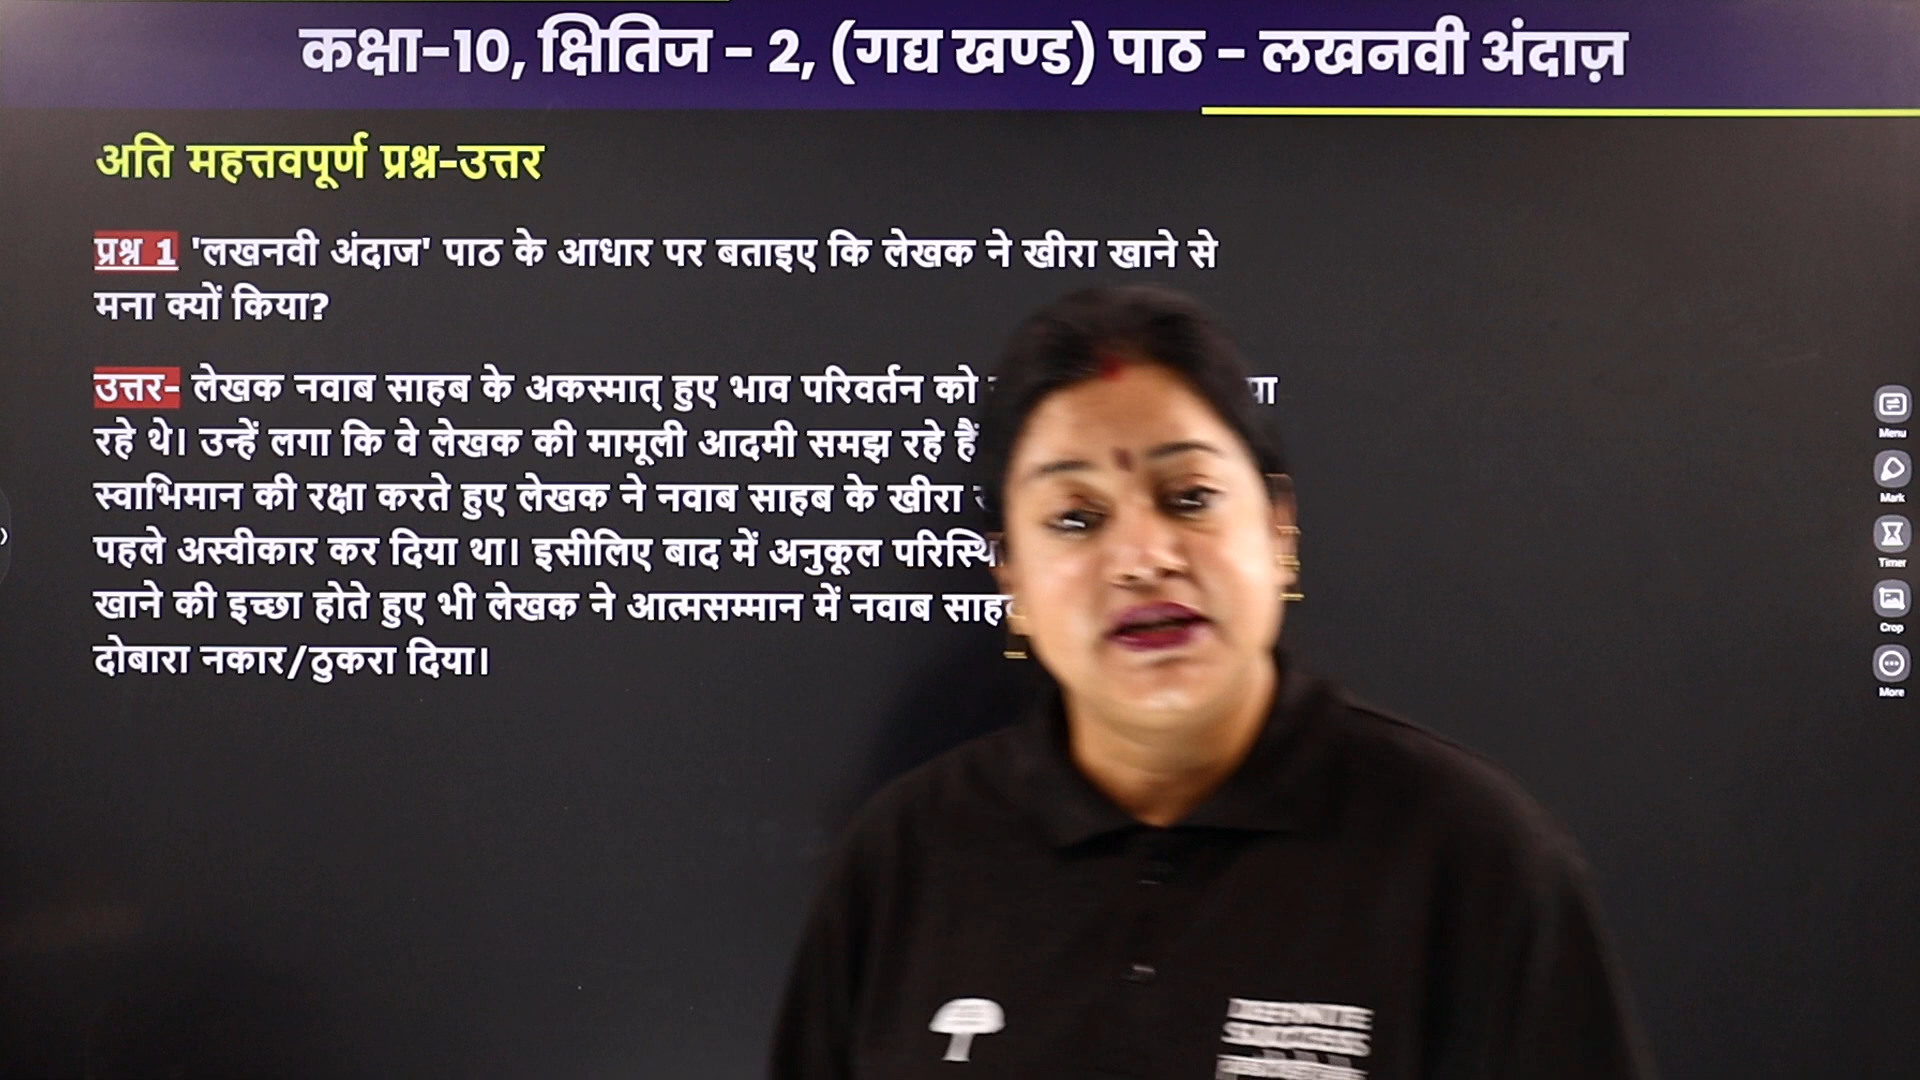 कक्षा-10, क्षितिज - 2, (गद्य खण्ड) पाठ - लखनवी अंदाज़
अति महत्तवपूर्ण प्रश्न-उत्तर
प्रश्न 1 'लखनवी अंदाज' पाठ के आधार पर बताइए कि लेखक ने खीरा खाने से
मना क्यों किया?
उत्तर- लेखक नवाब साहब के अकस्मात् हुए भाव परिवर्तन को
रहे थे। उन्हें लगा कि वे लेखक की मामूली आदमी समझ रहे हैं
स्वाभिमान की रक्षा करते हुए लेखक ने नवाब साहब के खीरा
पहले अस्वीकार कर दिया था। इसीलिए बाद में अनुकूल
खाने की इच्छा होते हुए भी लेखक ने आत्मसम्मान में नवाब
दोबारा नकार/ठुकरा दिया।
Menu
Mark
Timer
Crop
More